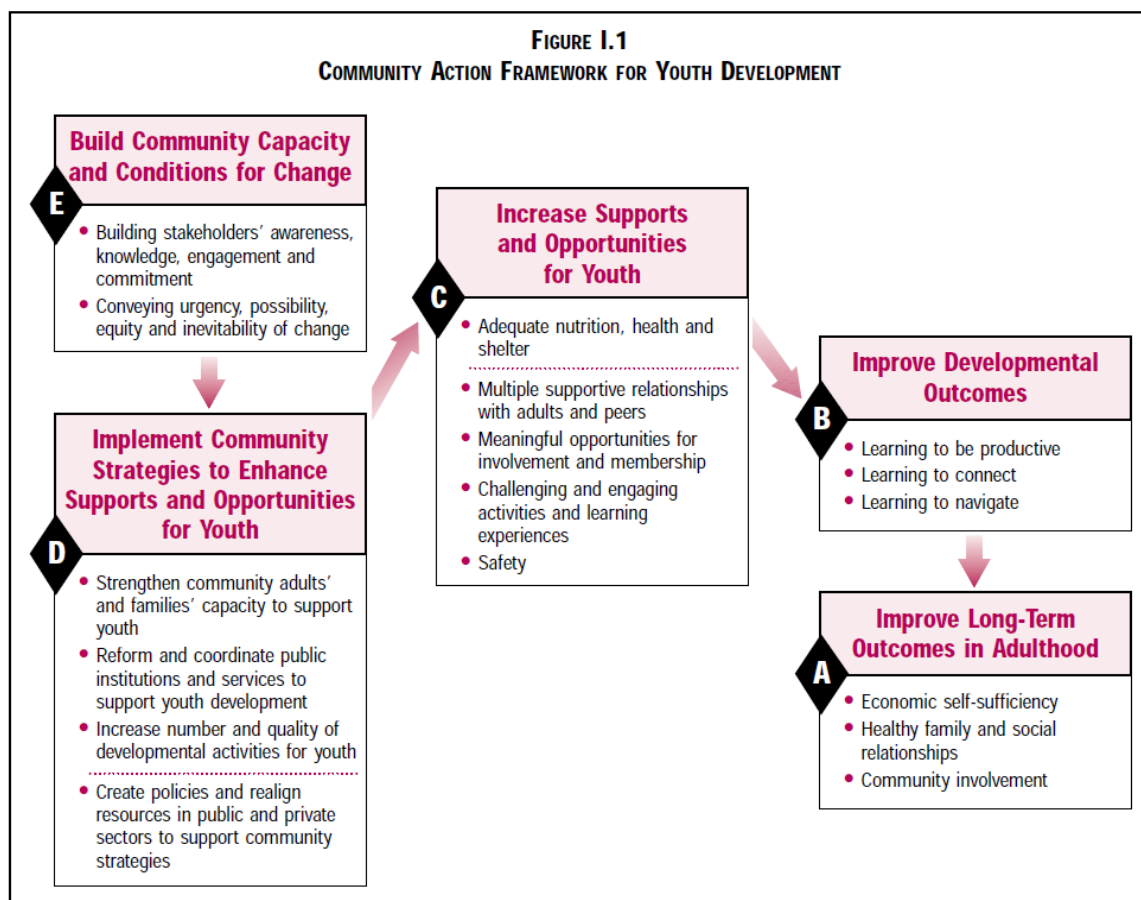 FIGURE I.1
COMMUNITY ACTION FRAMEWORK FOR YOUTH DEVELOPMENT
Build Community Capacity
and Conditions for Change
E
• Building stakeholders' awareness,
knowledge, engagement and
commitment
• Conveying urgency, possibility,
equity and inevitability of change
Implement Community
Strategies to Enhance
Supports and Opportunities
for Youth
D
• Strengthen community adults'
and families' capacity to support
youth
• Reform and coordinate public
institutions and services to
support youth development
• Increase number and quality of
developmental activities for youth
• Create policies and realign
resources in public and private
sectors to support community
strategies
Increase Supports
and Opportunities
for Youth
C
• Adequate nutrition, health and
shelter
• Multiple supportive relationships
with adults and peers
• Meaningful opportunities for
involvement and membership
• Challenging and engaging
activities and learning
experiences
• Safety
Improve Developmental
Outcomes
B
• Learning to be productive
• Learning to connect
• Learning to navigate
Improve Long-Term
Outcomes in Adulthood
A
• Economic self-sufficiency
• Healthy family and social
relationships
• Community involvement